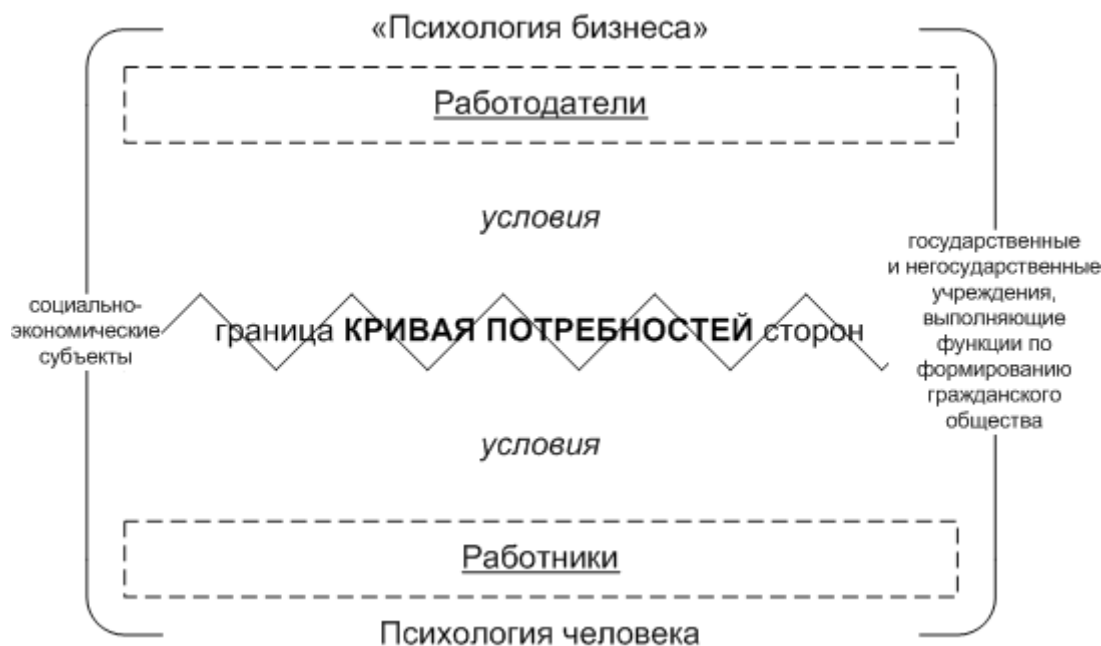 «Психология бизнеса»
Работодатели
условия
социально-
экономические
субъекты
граница КРИВАЯ ПОТРЕБНОСТЕЙ сторон
государственные
и негосударственные
учреждения,
выполняющие
функции по
формированию
гражданского
общества
условия
Работники
Психология человека